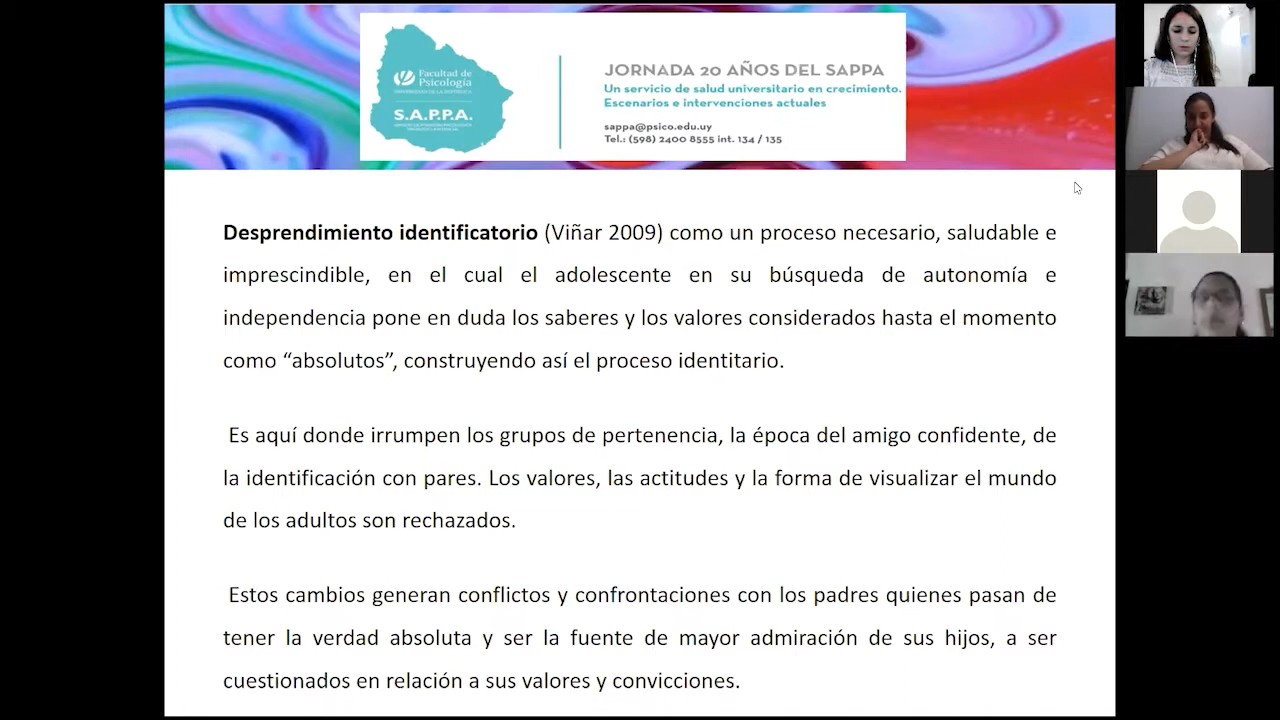 Facultad de
Psicología
UNIVERSIDAD DE LA REPÚBLICA
S.A.P.P.A.
JORNADA 20 AÑOS DEL SAPPA
Un servicio de salud universitario en crecimiento.
Escenarios e intervenciones actuales
sappa@psico.edu.uy
Tel.: (598) 2400 8555 int. 134 / 135
Desprendimiento identificatorio (Viñar 2009) como un proceso necesario, saludable e
imprescindible, en el cual el adolescente en su búsqueda de autonomía e
independencia pone en duda los saberes y los valores considerados hasta el momento
como “absolutos”, construyendo así el proceso identitario.
Es aquí donde irrumpen los grupos de pertenencia, la época del amigo confidente, de
la identificación con pares. Los valores, las actitudes y la forma de visualizar el mundo
de los adultos son rechazados.
Estos cambios generan conflictos y confrontaciones con los padres quienes pasan de
tener la verdad absoluta y ser la fuente de mayor admiración de sus hijos, a ser
cuestionados en relación a sus valores y convicciones.